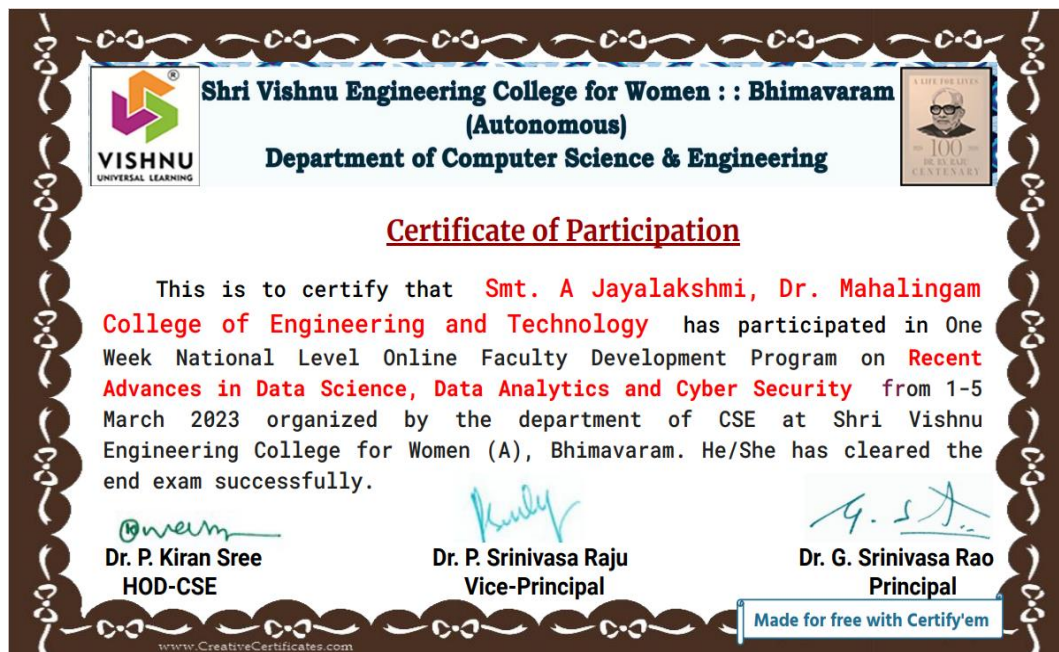 Shri Vishnu Engineering College for Women : : Bhimavaram
(Autonomous)
Department of Computer Science & Engineering
®
VISHNU
UNIVERSAL LEARNING
A LIFE FOR LIVES
100
DR. B.V. RAJU
CENTENARY
Certificate of Participation
This is to certify that Smt. A Jayalakshmi, Dr. Mahalingam
College of Engineering and Technology has participated in One
Week National Level Online Faculty Development Program on Recent
Advances in Data Science, Data Analytics and Cyber Security from 1-5
March 2023 organized by the department of CSE at Shri Vishnu
Engineering College for Women (A), Bhimavaram. He/She has cleared the
end exam successfully.
Dr. P. Kiran Sree
HOD-CSE
Dr. P. Srinivasa Raju
Vice-Principal
Dr. G. Srinivasa Rao
Principal
Made for free with Certify'em
www.CreativeCertificates.com